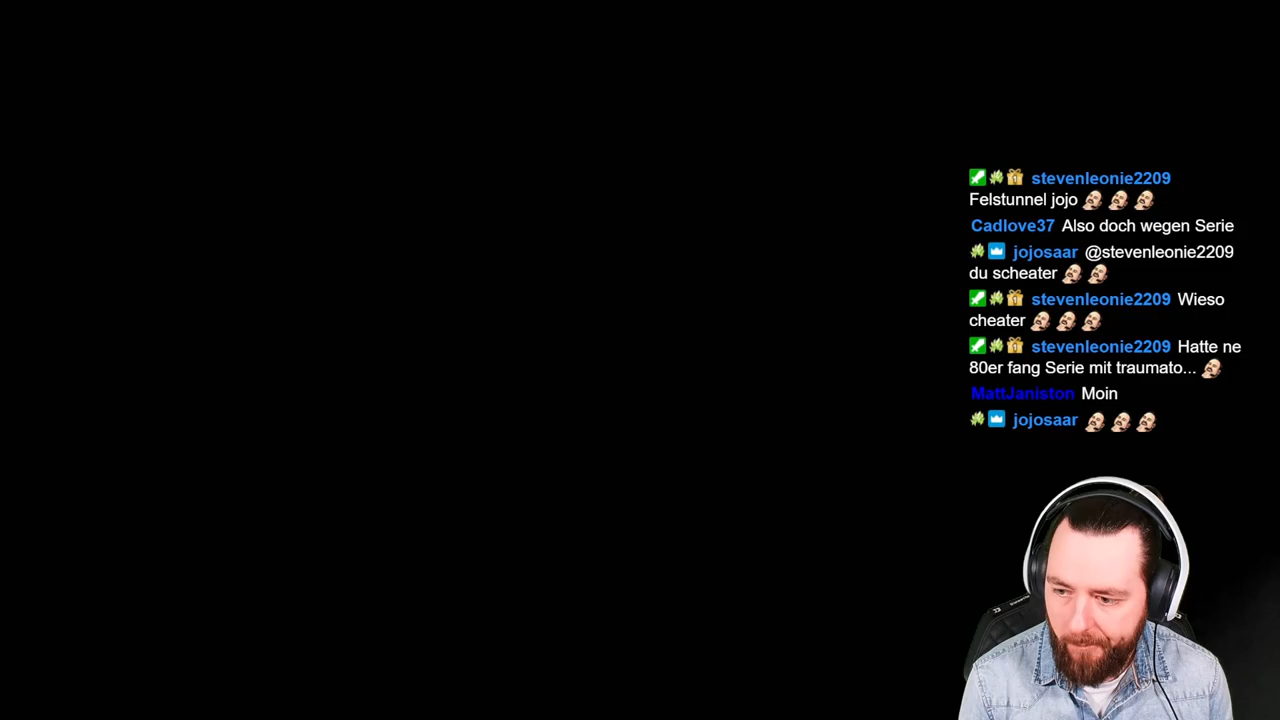 stevenleonie2209
Felstunnel jojo
Cadlove37 Also doch wegen Serie
jojosaar @stevenleonie2209
du scheater
stevenleonie2209 Wieso
cheater
stevenleonie2209 Hatte ne
80er fang Serie mit traumato...
MattJaniston Moin
jojosaar